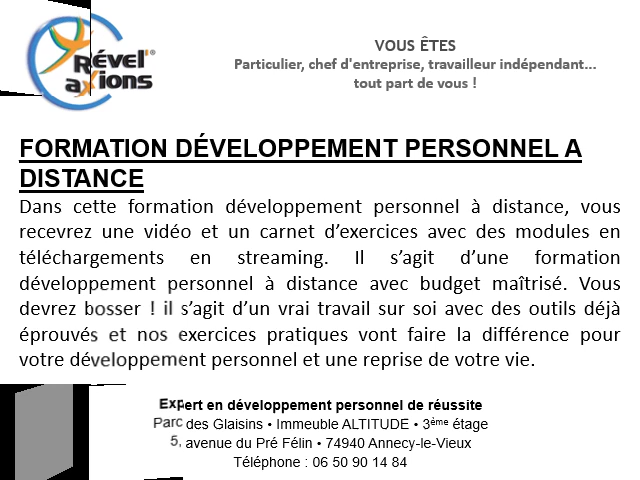 Rével'®
axions
VOUS ÊTES
Particulier, chef d'entreprise, travailleur indépendant...
tout part de vous !
FORMATION DÉVELOPPEMENT PERSONNEL A
DISTANCE
Dans cette formation développement personnel à distance, vous
recevrez une vidéo et un carnet d’exercices avec des modules en
téléchargements en streaming. Il s’agit d’une formation
développement personnel à distance avec budget maîtrisé. Vous
devrez bosser ! il s’agit d’un vrai travail sur soi avec des outils déjà
éprouvés et nos exercices pratiques vont faire la différence pour
votre développement personnel et une reprise de votre vie.
Expert en développement personnel de réussite
Parc des Glaisins • Immeuble ALTITUDE • 3ème étage
5, avenue du Pré Félin • 74940 Annecy-le-Vieux
Téléphone : 06 50 90 14 84